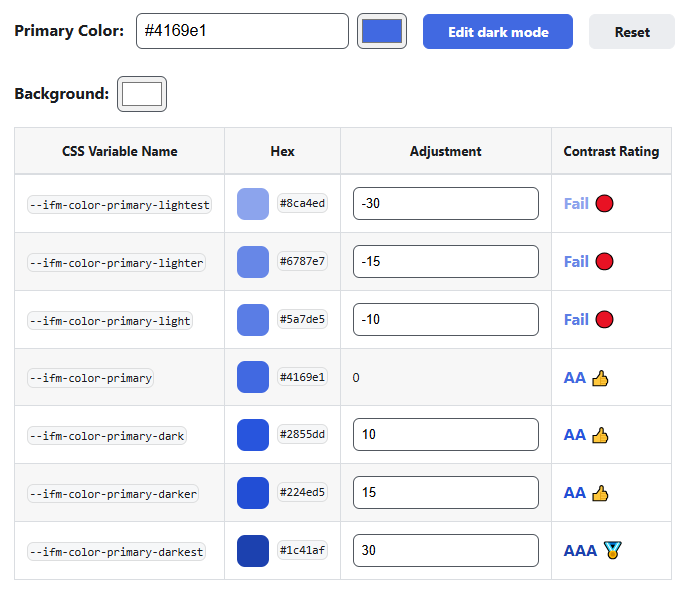 Primary Color: #4169e1 Edit dark mode Reset
Background:
CSS Variable Name Hex Adjustment Contrast Rating
--ifm-color-primary-lightest #8ca4ed -30 Fail
--ifm-color-primary-lighter #6787e7 -15 Fail
--ifm-color-primary-light #5a7de5 -10 Fail
--ifm-color-primary #4169e1 0 AA
--ifm-color-primary-dark #2855dd 10 AA
--ifm-color-primary-darker #224ed5 15 AA
--ifm-color-primary-darkest #1c41af 30 AAA